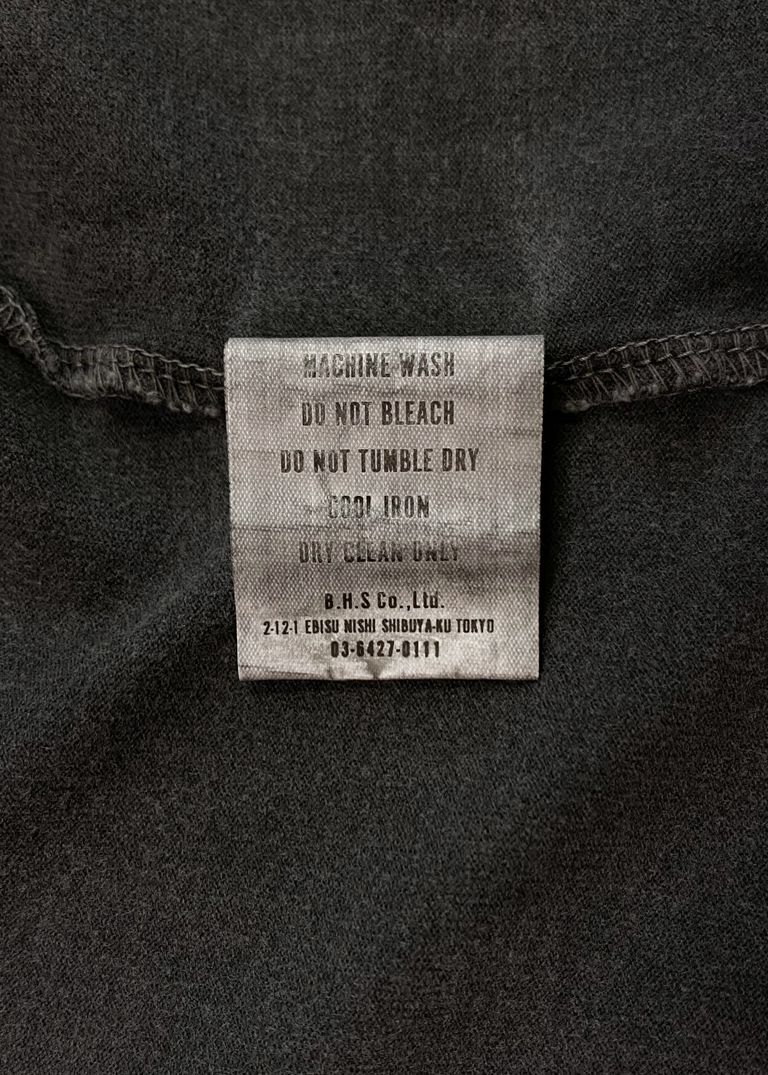 MACHINE WASH
DO NOT BLEACH
DO NOT TUMBLE DRY
COOL IRON
DRY CLEAN ONLY
B.H.S Co.,Ltd.
2-12-1 EBISU NISHI SHIBUYA-KU TOKYO
03-6427-0111